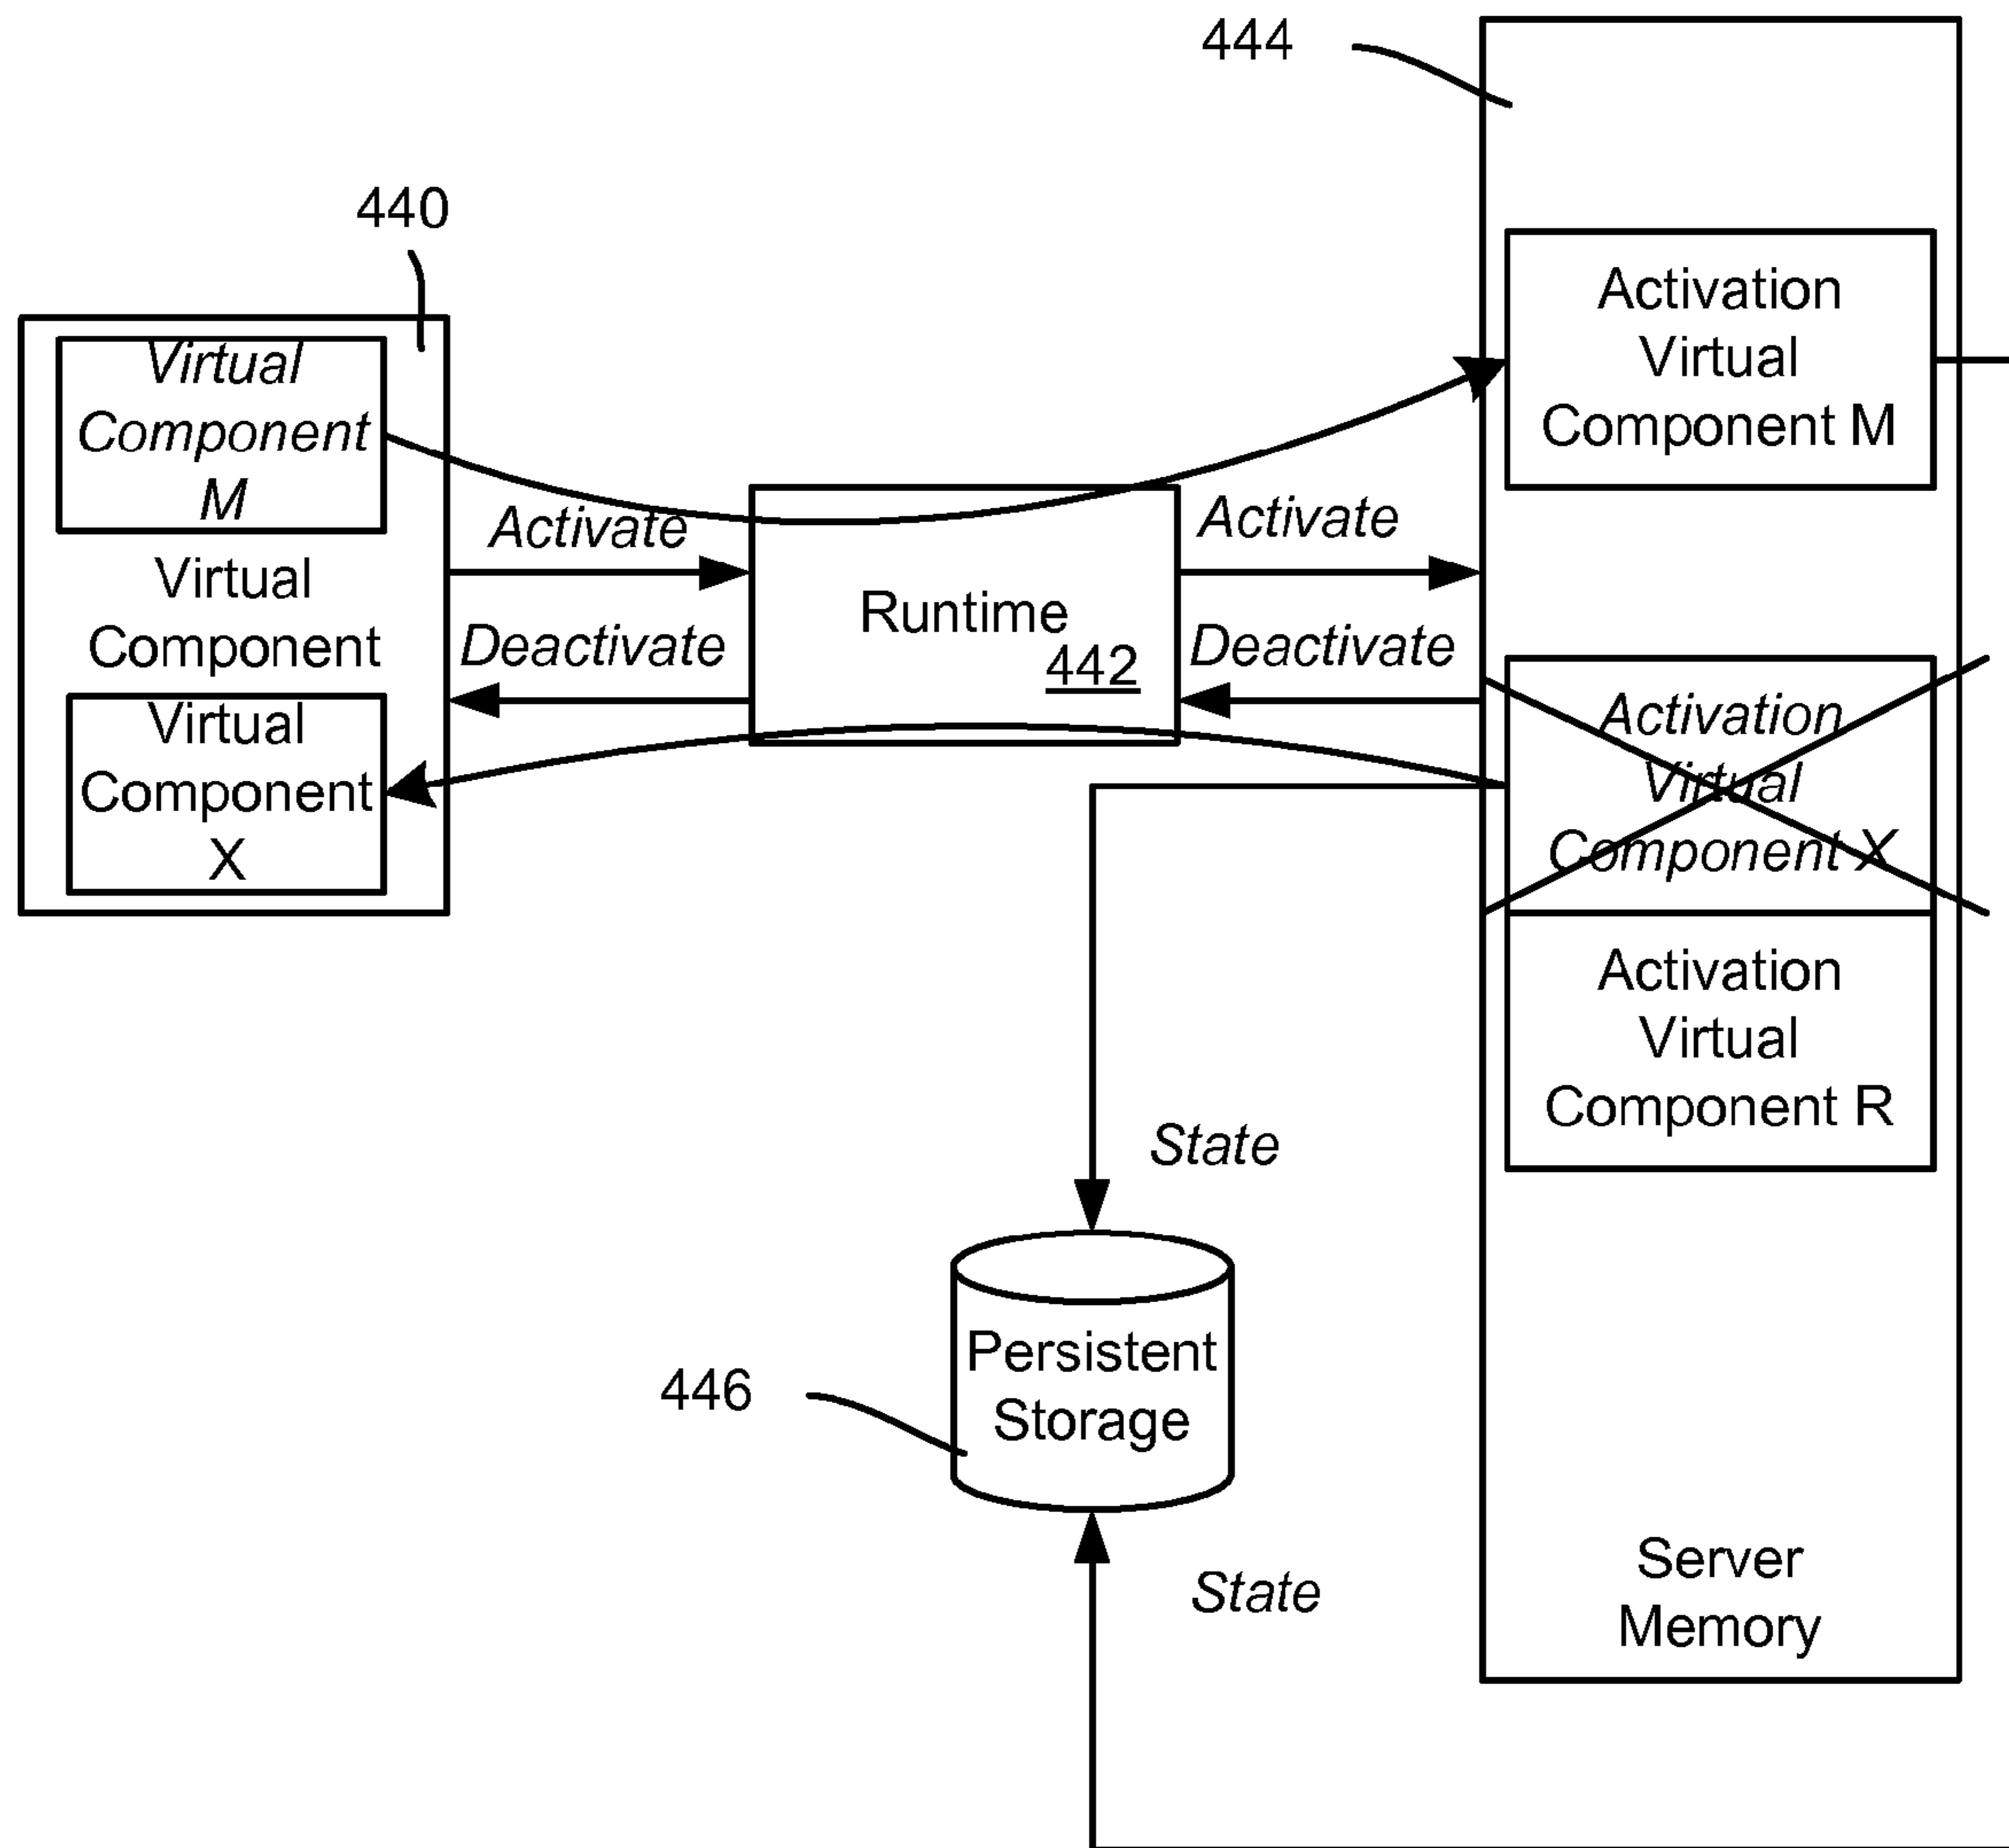 444
440
Virtual
Component
M
Virtual
Component
Virtual
Component
X
Activate
Deactivate
Runtime
442
Activate
Deactivate
Activation
Virtual
Component M
Activation
Virtual
Component X
Activation
Virtual
Component R
State
Persistent
Storage
446
State
Server
Memory